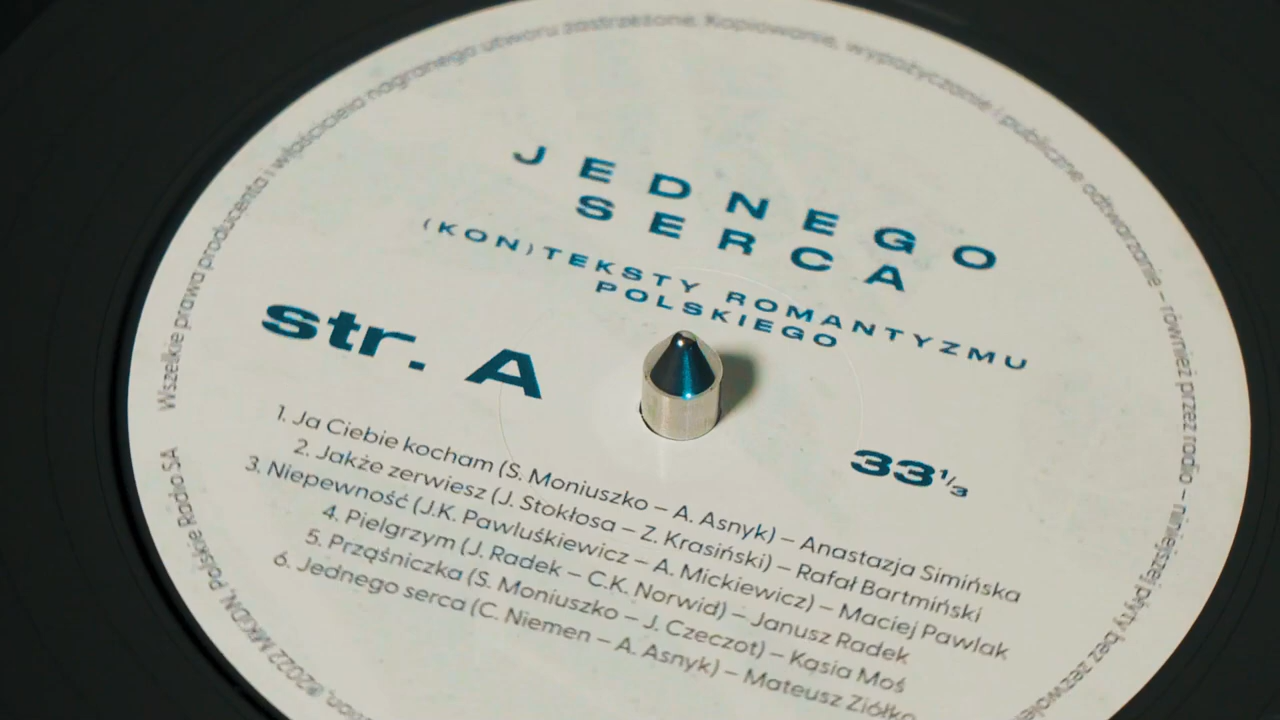 JEDNEGO
SERCA
(KON)TEKSTY ROMANTYZMU
POLSKIEGO
str. A
33⅓
1. Ja Ciebie kocham (S. Moniuszko – A. Asnyk) – Anastazja Simińska
2. Jakże zerwiesz (J. Stokłosa – Z. Krasiński) – Rafał Bartmiński
3. Niepewność (J.K. Pawluśkiewicz – A. Mickiewicz) – Maciej Pawlak
4. Pielgrzym (J. Radek – C.K. Norwid) – Janusz Radek
5. Prząśniczka (S. Moniuszko – J. Czeczot) – Kasia Moś
6. Jednego serca (C. Niemen – A. Asnyk) – Mateusz Ziółko
Wszelkie prawa producenta i właściciela nagranego utworu zastrzeżone. Kopiowanie, wypożyczanie i publiczne odtwarzanie – również przez radio – niniejszej płyty bez
℗©2022 MKiDN, Polskie Radio SA